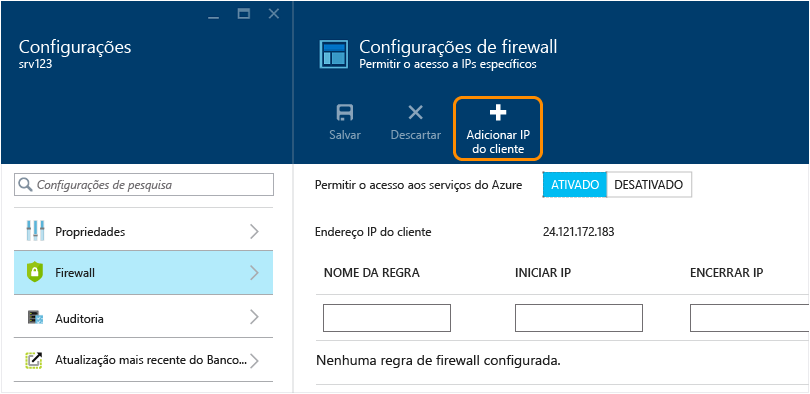 Configurações
srv123
Configurações de firewall
Permitir o acesso a IPs específicos
Salvar
Descartar
Adicionar IP
do cliente
Configurações de pesquisa
Propriedades
Firewall
Auditoria
Atualização mais recente do Banco...
Permitir o acesso aos serviços do Azure
ATIVADO
DESATIVADO
Endereço IP do cliente
24.121.172.183
NOME DA REGRA
INICIAR IP
ENCERRAR IP
Nenhuma regra de firewall configurada.